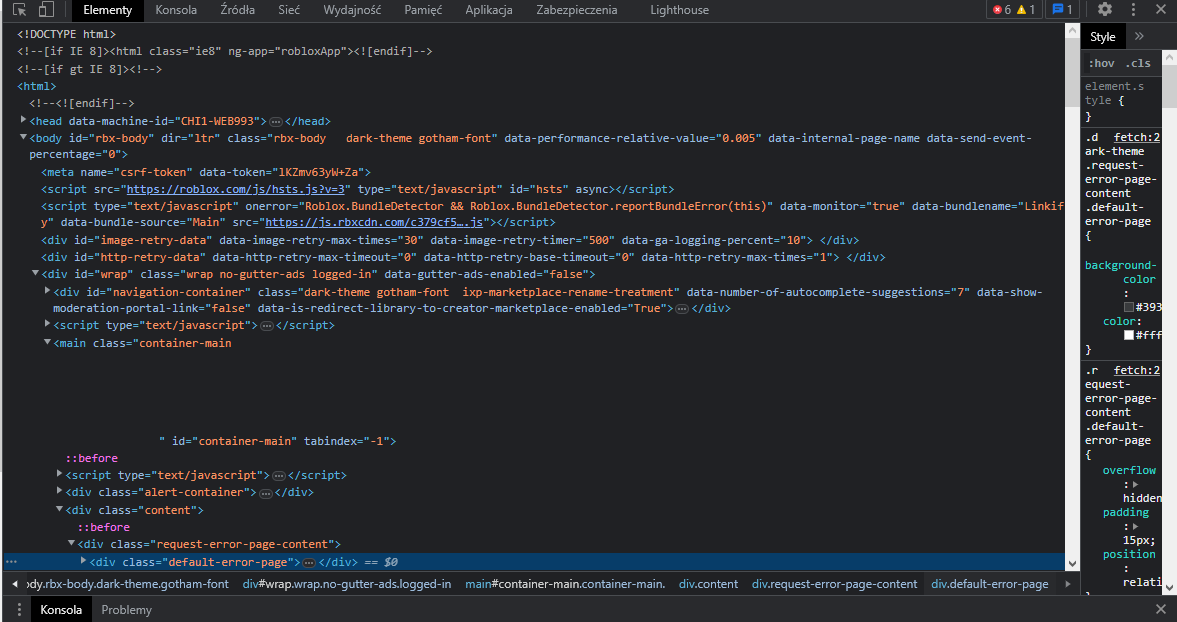 Elementy Konsola Źródła Sieć Wydajność Pamięć Aplikacja Zabezpieczenia Lighthouse 6 1 1
<!DOCTYPE html>
<!--[if IE 8]><html class="ie8" ng-app="robloxApp"><![endif]-->
<!--[if gt IE 8]><!-->
<html>
<!--<![endif]-->
<head data-machine-id="CHI1-WEB993">…</head>
<body id="rbx-body" dir="ltr" class="rbx-body   dark-theme gotham-font" data-performance-relative-value="0.005" data-internal-page-name data-send-event-
percentage="0">
<meta name="csrf-token" data-token="lKZmv63yW+Za">
<script src="https://roblox.com/js/hsts.js?v=3" type="text/javascript" id="hsts" async></script>
<script type="text/javascript" onerror="Roblox.BundleDetector && Roblox.BundleDetector.reportBundleError(this)" data-monitor="true" data-bundlename="Linkif
y" data-bundle-source="Main" src="https://js.rbxcdn.com/c379cf5….js"></script>
<div id="image-retry-data" data-image-retry-max-times="30" data-image-retry-timer="500" data-ga-logging-percent="10"> </div>
<div id="http-retry-data" data-http-retry-max-timeout="0" data-http-retry-base-timeout="0" data-http-retry-max-times="1"> </div>
<div id="wrap" class="wrap no-gutter-ads logged-in" data-gutter-ads-enabled="false">
<div id="navigation-container" class="dark-theme gotham-font  ixp-marketplace-rename-treatment" data-number-of-autocomplete-suggestions="7" data-show-
moderation-portal-link="false" data-is-redirect-library-to-creator-marketplace-enabled="True">…</div>
<script type="text/javascript">…</script>
<main class="container-main
" id="container-main" tabindex="-1">
::before
<script type="text/javascript">…</script>
<div class="alert-container">…</div>
<div class="content">
::before
<div class="request-error-page-content">
<div class="default-error-page">…</div> == $0
ody.rbx-body.dark-theme.gotham-font div#wrap.wrap.no-gutter-ads.logged-in main#container-main.container-main. div.content div.request-error-page-content div.default-error-page
Konsola Problemy
Style
:hov .cls
element.s
tyle {
}
.d fetch:2
ark-theme
.request-
error-page-
content
.default-
error-page
{
background-
color
:
#393
color:
#fff
}
.r fetch:2
equest-
error-page-
content
.default-
error-page
{
overflow
:
hidden
padding
:
15px;
position
:
relati